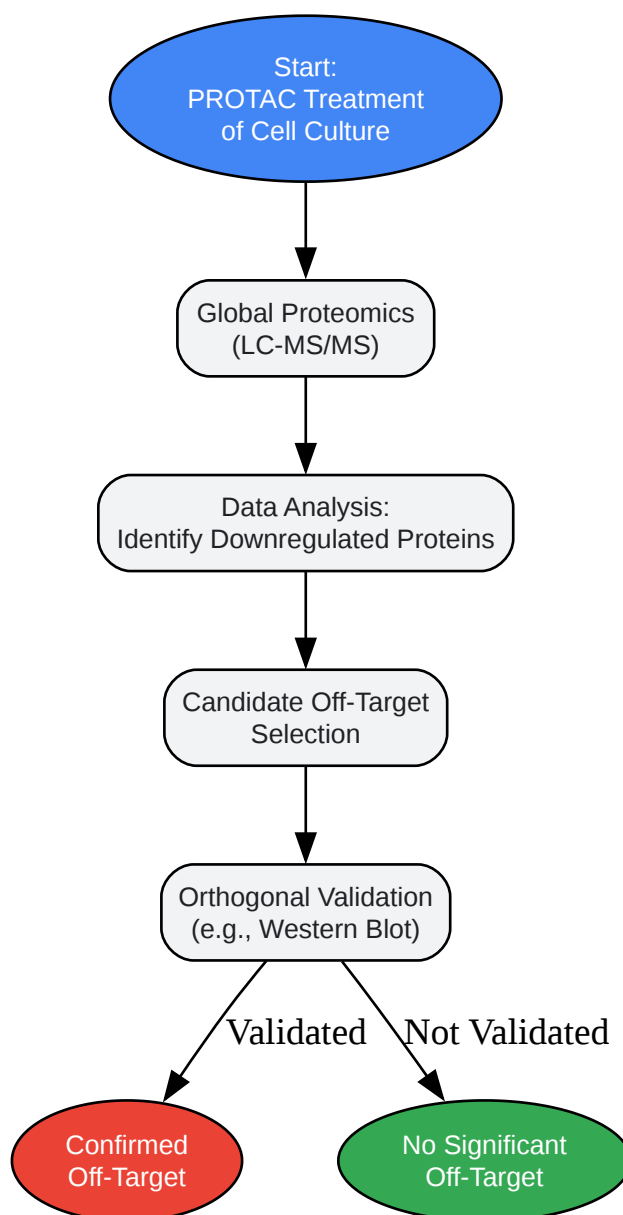 Start:
PROTAC Treatment
of Cell Culture
Global Proteomics
(LC-MS/MS)
Data Analysis:
Identify Downregulated Proteins
Candidate Off-Target
Selection
Orthogonal Validation
(e.g., Western Blot)
Validated
Not Validated
Confirmed
Off-Target
No Significant
Off-Target